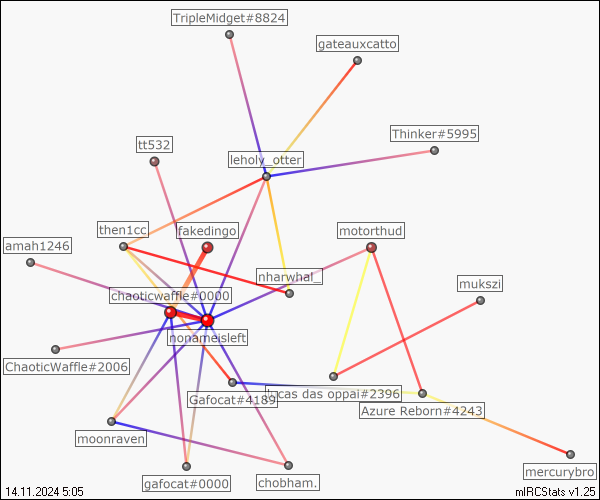 TripleMidget#8824
gateauxcatto
Thinker#5995
tt532
leholy_otter
then1cc
fakedingo
motorthud
amah1246
nharwhal_
mukszi
chaoticwaffle#0000
nonameisleft
ChaoticWaffle#2006
Gafocat#4189
lucas das oppai#2396
Azure Reborn#4243
moonraven
mercurybro
gafocat#0000
chobham.
14.11.2024 5:05
mIRCStats v1.25